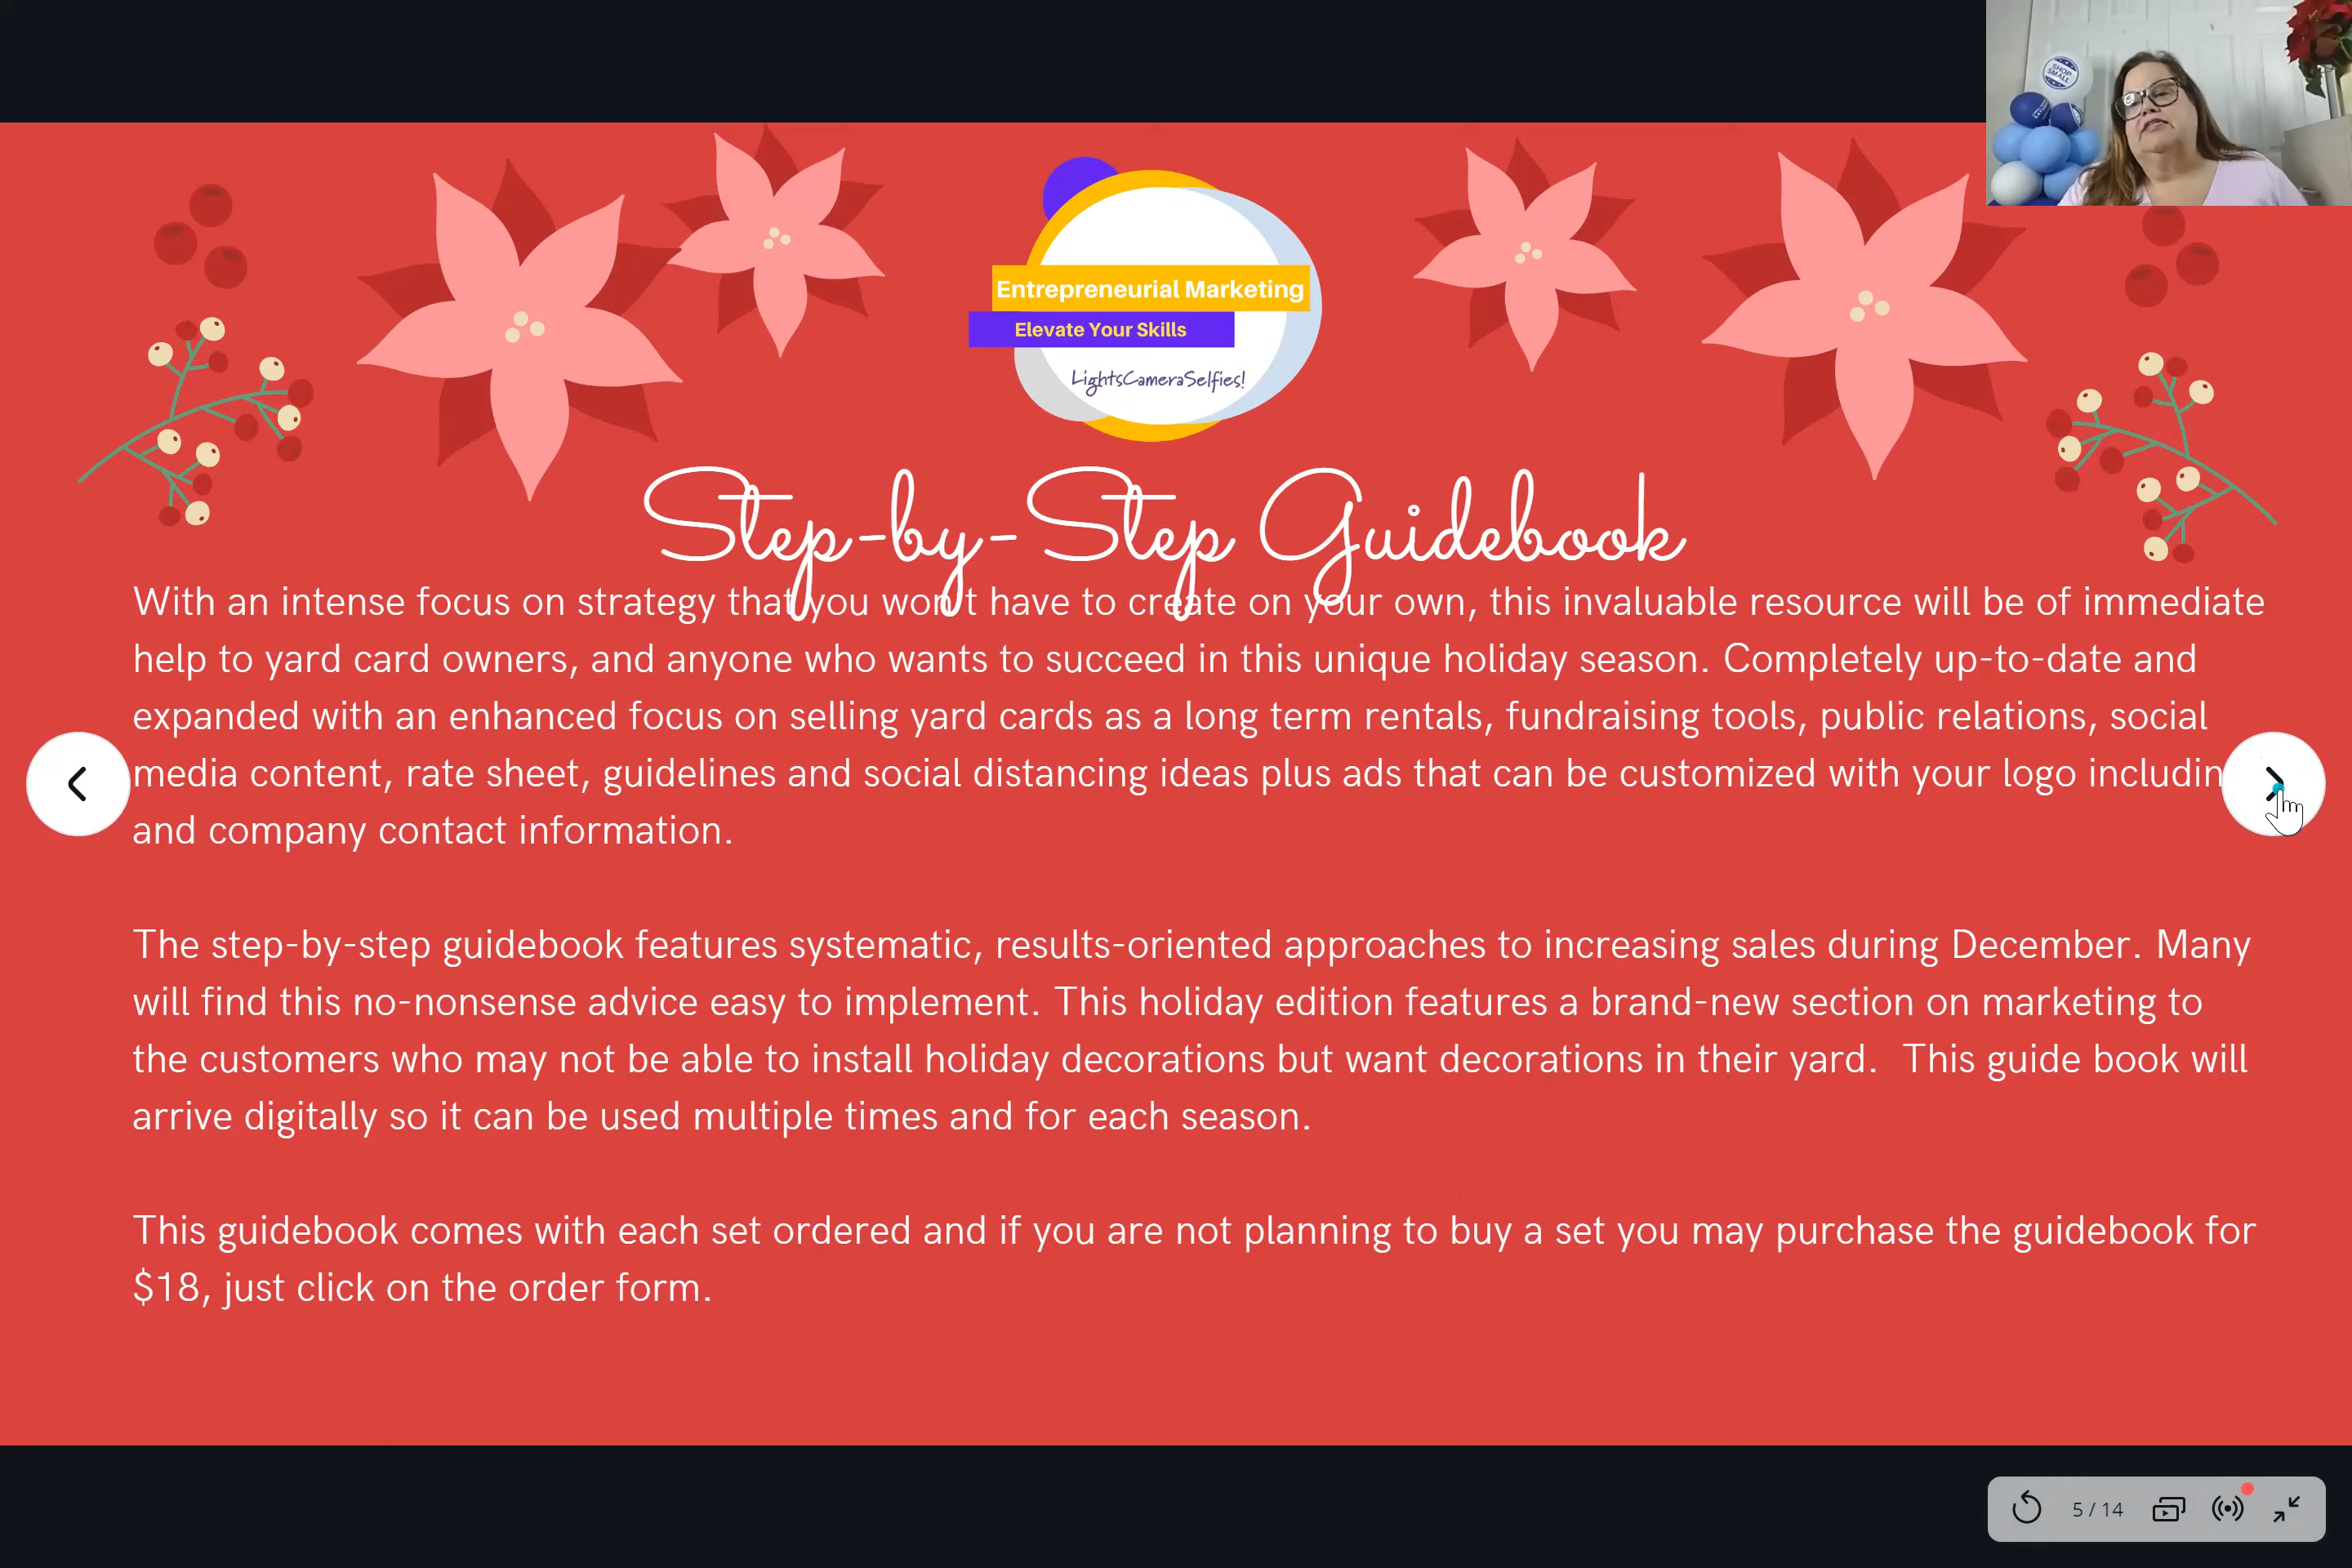 SHOP
SMALL
Entrepreneurial Marketing
Elevate Your Skills
LightsCameraSelfies!
Step-by-Step Guidebook
With an intense focus on strategy that you won't have to create on your own, this invaluable resource will be of immediate
help to yard card owners, and anyone who wants to succeed in this unique holiday season. Completely up-to-date and
expanded with an enhanced focus on selling yard cards as a long term rentals, fundraising tools, public relations, social
media content, rate sheet, guidelines and social distancing ideas plus ads that can be customized with your logo includin
and company contact information.
The step-by-step guidebook features systematic, results-oriented approaches to increasing sales during December. Many
will find this no-nonsense advice easy to implement. This holiday edition features a brand-new section on marketing to
the customers who may not be able to install holiday decorations but want decorations in their yard.  This guide book will
arrive digitally so it can be used multiple times and for each season.
This guidebook comes with each set ordered and if you are not planning to buy a set you may purchase the guidebook for
$18, just click on the order form.
5 / 14